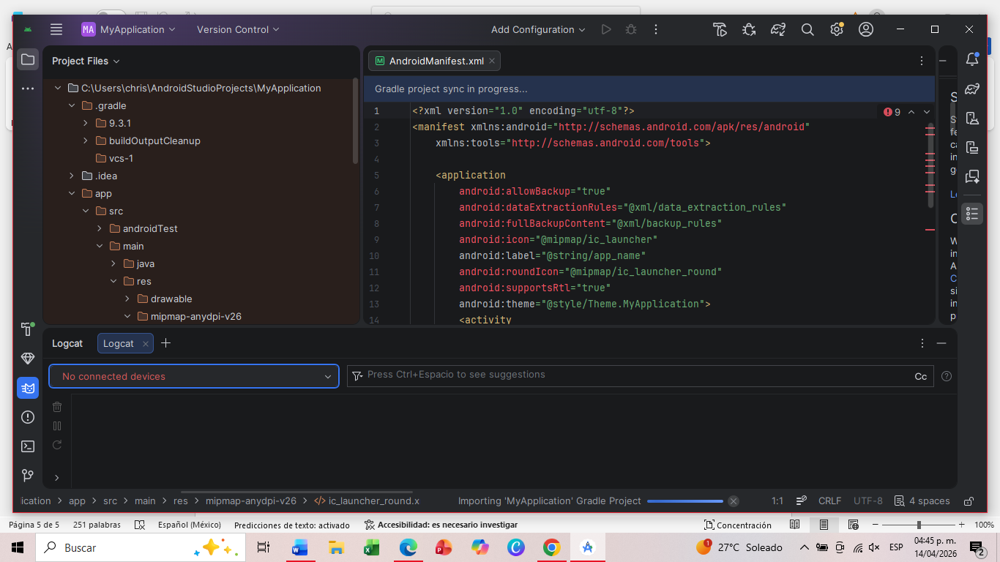 MA MyApplication
Version Control
Add Configuration
Project Files
C:\Users\chris\AndroidStudioProjects\MyApplication
.gradle
9.3.1
buildOutputCleanup
vcs-1
.idea
app
src
androidTest
main
java
res
drawable
mipmap-anydpi-v26
M AndroidManifest.xml
Gradle project sync in progress...
9
1 <?xml version="1.0" encoding="utf-8"?>
2 <manifest xmlns:android="http://schemas.android.com/apk/res/android"
3 xmlns:tools="http://schemas.android.com/tools">
4
5 <application
6 android:allowBackup="true"
7 android:dataExtractionRules="@xml/data_extraction_rules"
8 android:fullBackupContent="@xml/backup_rules"
9 android:icon="@mipmap/ic_launcher"
10 android:label="@string/app_name"
11 android:roundIcon="@mipmap/ic_launcher_round"
12 android:supportsRtl="true"
13 android:theme="@style/Theme.MyApplication">
14 <activity
Logcat
Logcat
No connected devices
Press Ctrl+Espacio to see suggestions
Cc
ication > app > src > main > res > mipmap-anydpi-v26 > ic_launcher_round.x
Importing 'MyApplication' Gradle Project
1:1
CRLF
UTF-8
4 spaces
Página 5 de 5
251 palabras
Español (México)
Predicciones de texto: activado
Accesibilidad: es necesario investigar
Concentración
100%
Buscar
1
27°C Soleado
ESP
04:45 p. m.
14/04/2026
2